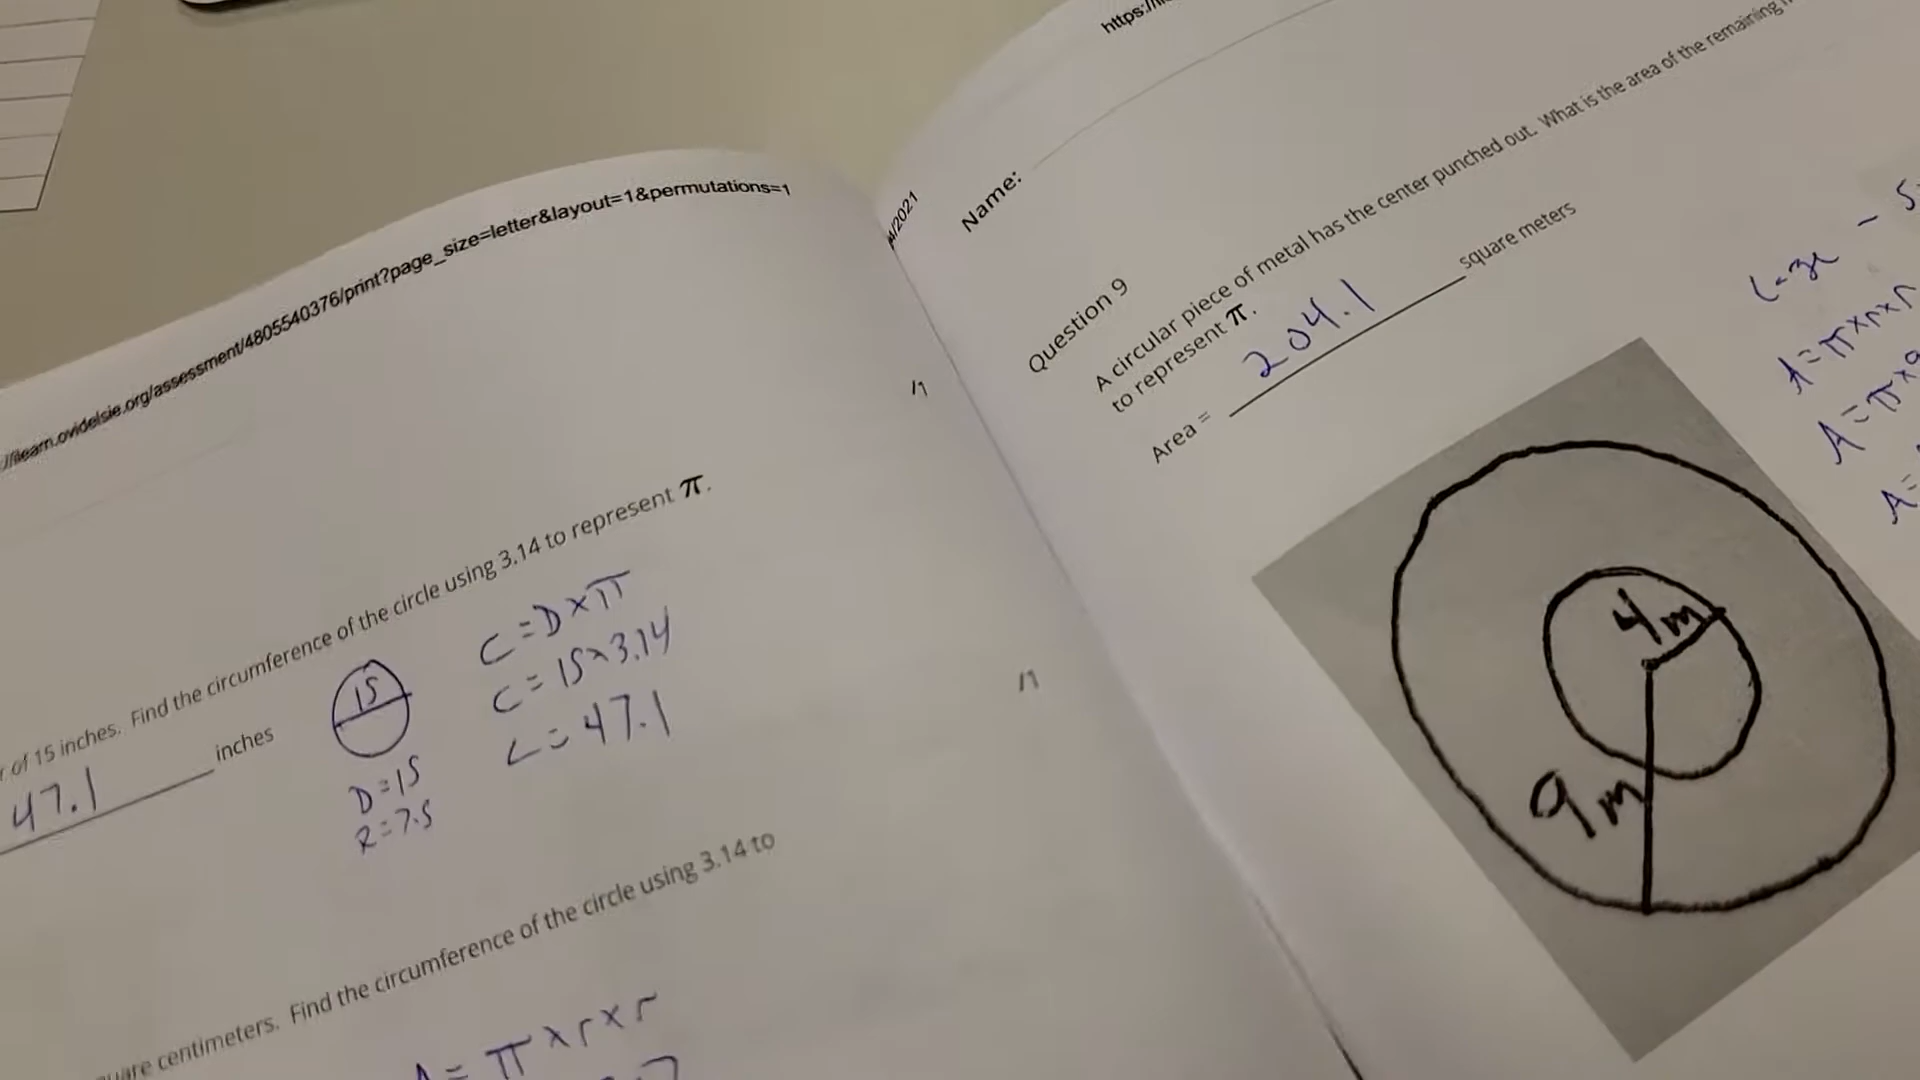 ://ilearn.ovidelsie.org/assessment/4805540376/print?page_size=letter&layout=1&permutations=1
/1
of 15 inches. Find the circumference of the circle using 3.14 to represent π.
47.1 inches
15
D=15
R=7.5
C=D×π
C=15×3.14
C=47.1
/1
square centimeters. Find the circumference of the circle using 3.14 to
A=π×r×r
https://
/2021
Name:
Question 9
A circular piece of metal has the center punched out. What is the area of the remaining
to represent π.
Area = 204.1 square meters
A=π×r×r
A=π×9
A=
4m
9m